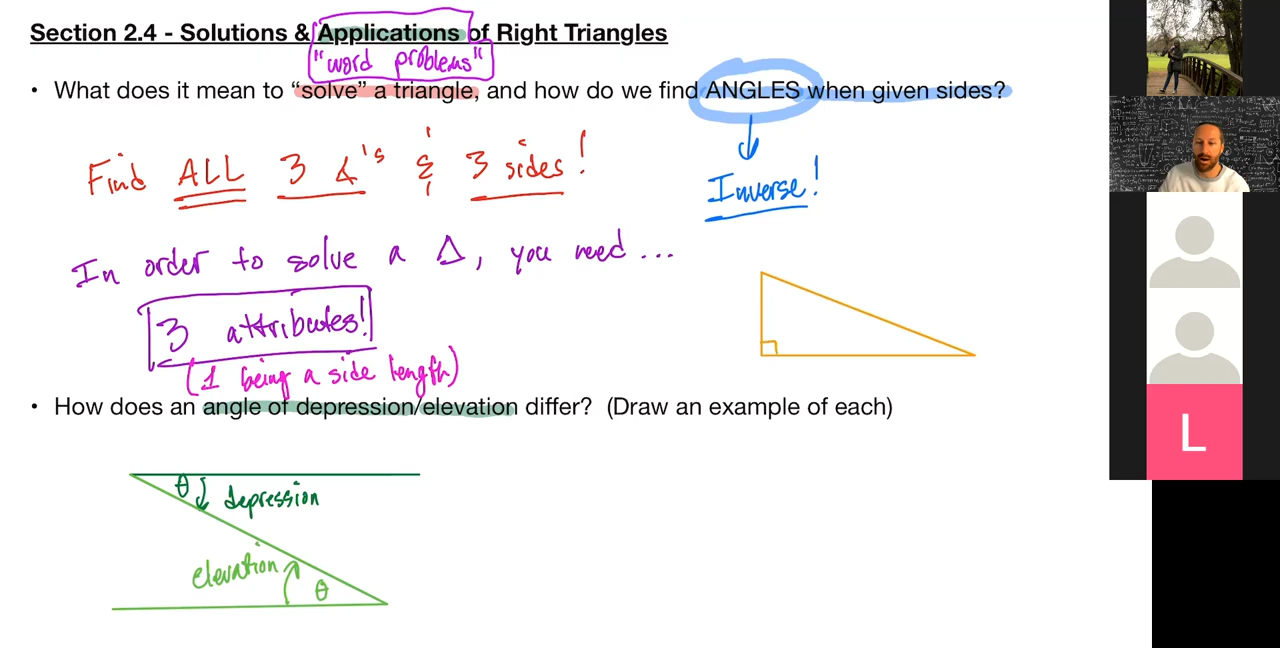 Section 2.4 - Solutions & Applications of Right Triangles
"word problems"
• What does it mean to “solve” a triangle, and how do we find ANGLES when given sides?
Find ALL 3 ∡'s & 3 sides!
Inverse!
In order to solve a Δ, you need ...
3 attributes!
(1 being a side length)
• How does an angle of depression/elevation differ? (Draw an example of each)
θ depression
elevation θ
L